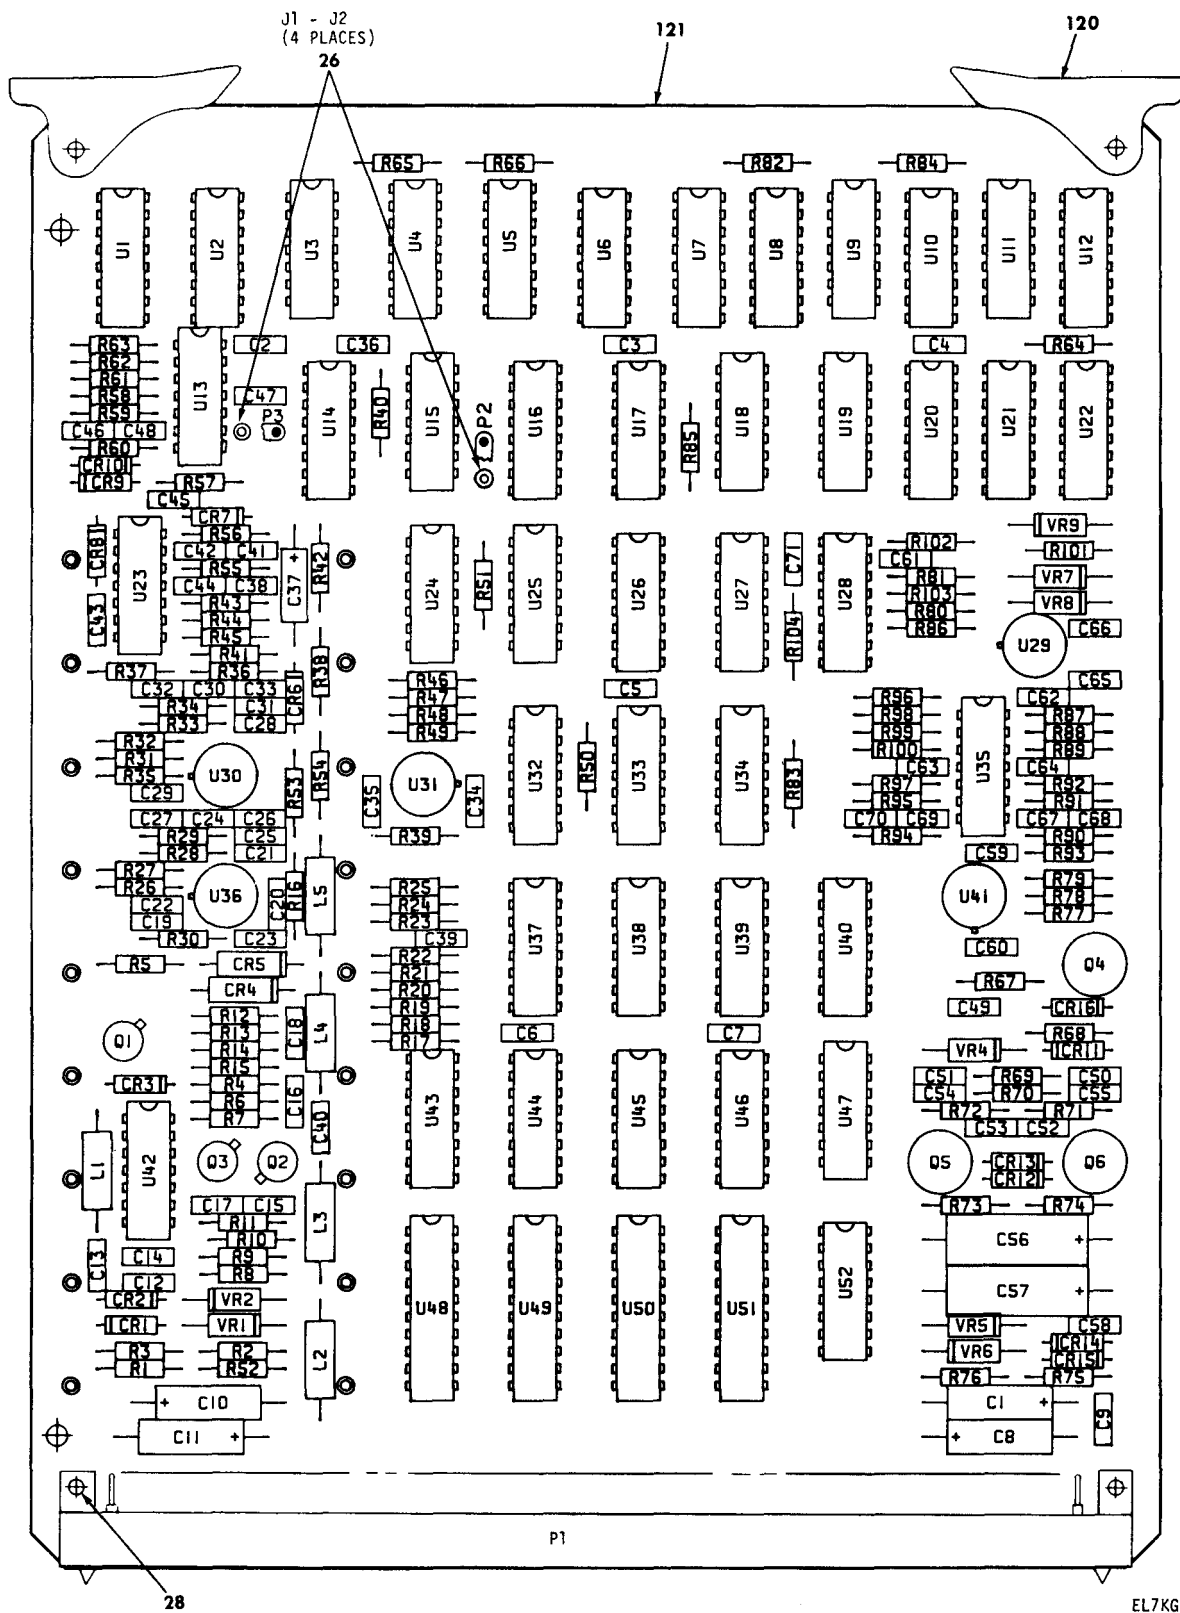 J1 - J2
(4 PLACES)
26
121
120
R65 R66 R82 R84
U1 U2 U3 U4 U5 U6 U7 U8 U9 U10 U11 U12
R63 C2 C36 C3 C4 R64
R62
R61
R58 C47
R59 P3
C46 C48
R60
CR10
CR9
U13 U14 R40 U15 P2 U16 U17 R85 U18 U19 U20 U21 U22
R57
C45
CR7
R56
C42 C41
R55
C44 C38
R43
R44
R45
R41
R37 R36
CR8 C43 U23 C37 + R42 R38
U24 R51 U25 U26 U27 C71 R104 U28
R102
C61
R81
R103
R80
R86
VR9
R101
VR7
VR8
C66
U29
C65
C32 C30 C33
R34 C31
R33 C28
CR6
R32
R31
R35
C29
U30
R53 R54
R46
R47
R48
R49
C35 U31 C34
R39
C5
U32 R50 U33 U34 R83
R96
R98
R99
R100
C63
R97
R95
C70 C69
R94
U35
C62
R87
R88
R89
C64
R92
R91
C67 C68
R90
C59 R93
C27 C24 C26
R29 C25
R28 C21
R27
R26
C22
C19
R30 C23
U36
C20 R16 L5
R25
R24
R23
C39
R22
R21
R20
R19
R18
R17
U37 U38 U39 U40
U41
R79
R78
R77
C60
Q4
R67
C49 CR16
R5 CR5
CR4
Q1
R12
R13
R14
R15
R4
R6
R7
C18 L4
C16
C40
CR3
C6 C7
R68
VR4 CR11
C51 R69 C50
C54 R70 C55
R72 R71
C53 C52
L1 U42 Q3 Q2
U43 U44 U45 U46 U47
Q5 CR13 Q6
CR12
C17 C15
R11
R10
R9
R8
L3
C13 C14
C12
CR2 VR2
CR1 VR1
R3 R2
R1 R52
L2
U48 U49 U50 U51 U52
R73 R74
C56 +
C57 +
VR5 C58
VR6 CR14
CR15
R76 R75
+ C10
C11 +
C1 +
+ C8
C9
P1
28
EL7KG